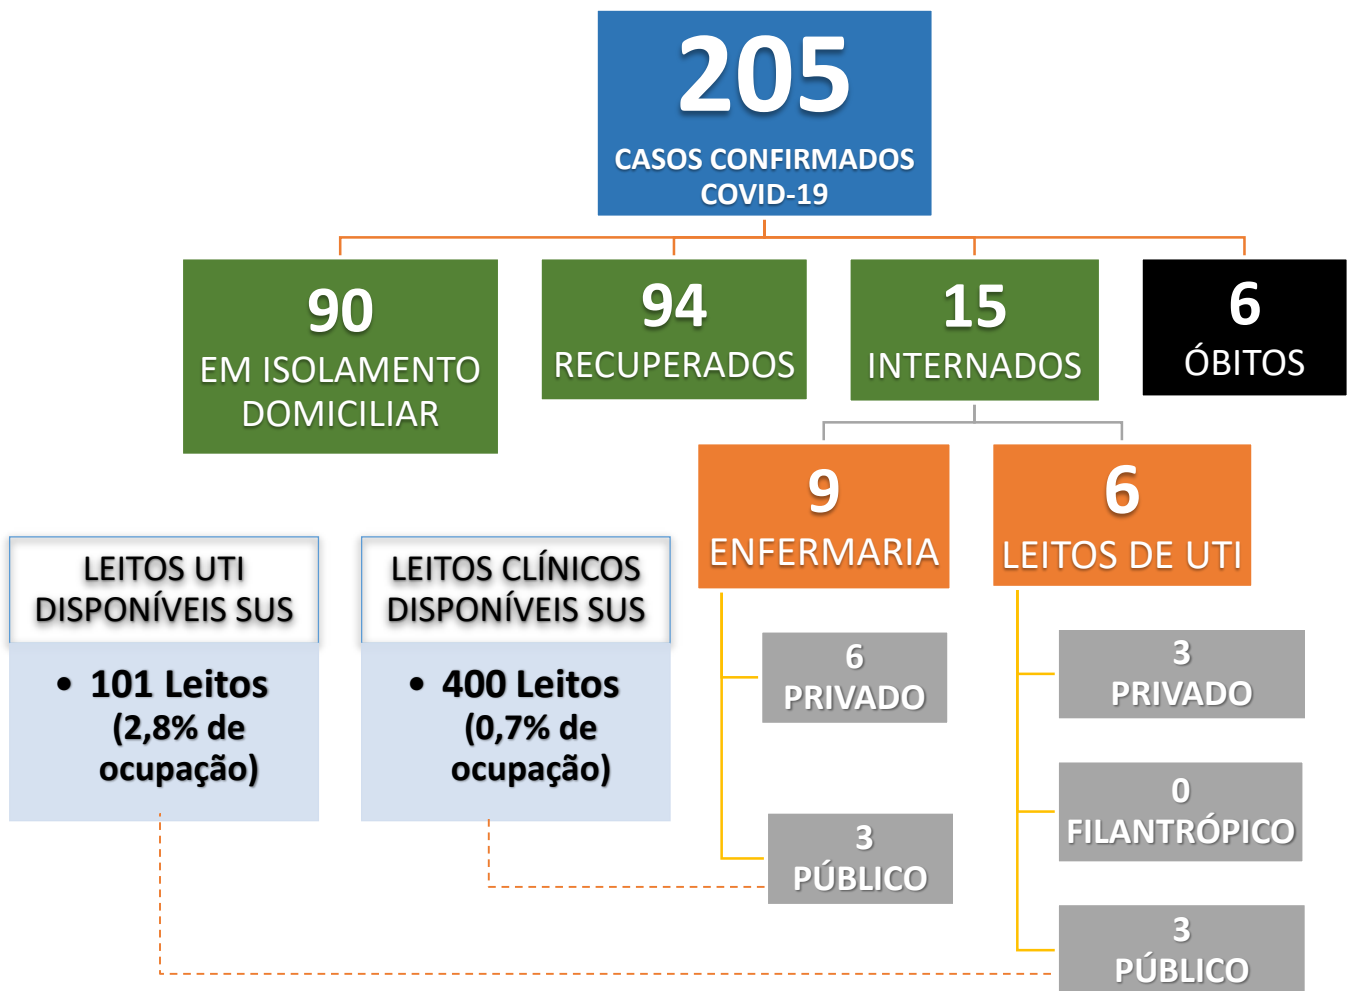 205
CASOS CONFIRMADOS
COVID-19
90
EM ISOLAMENTO
DOMICILIAR
94
RECUPERADOS
15
INTERNADOS
6
ÓBITOS
9
ENFERMARIA
6
LEITOS DE UTI
LEITOS UTI
DISPONÍVEIS SUS
• 101 Leitos
(2,8% de
ocupação)
LEITOS CLÍNICOS
DISPONÍVEIS SUS
• 400 Leitos
(0,7% de
ocupação)
6
PRIVADO
3
PÚBLICO
3
PRIVADO
0
FILANTRÓPICO
3
PÚBLICO